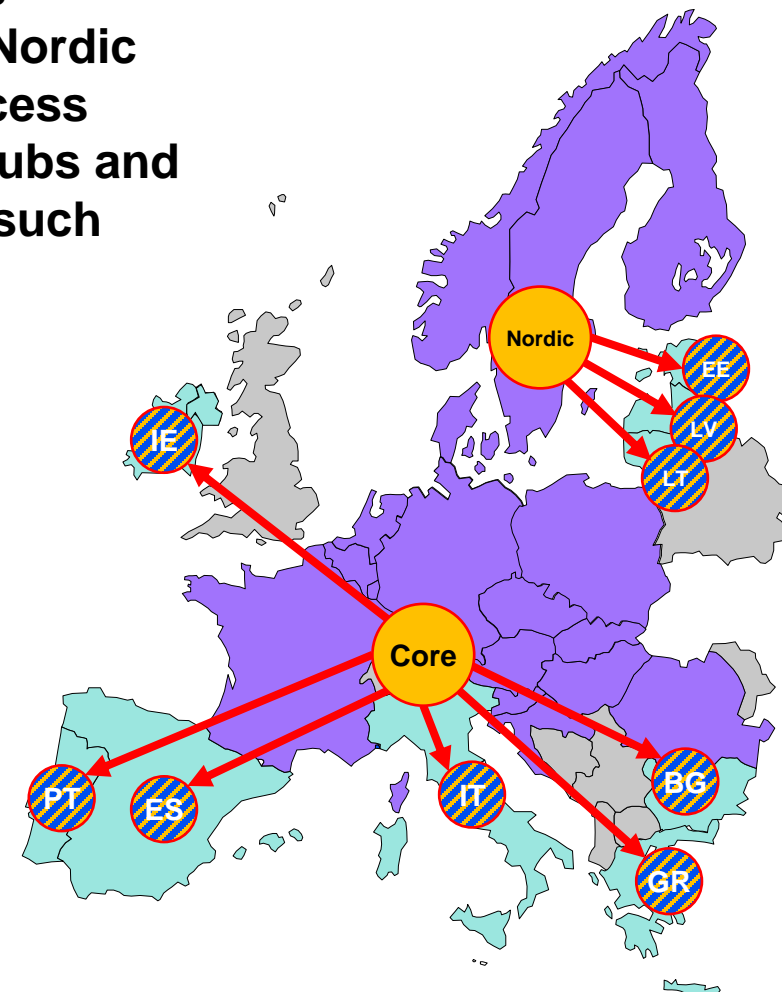 Nordic
cess
ubs and
such
Nordic
EE
LV
LT
IE
Core
PT
ES
IT
BG
GR